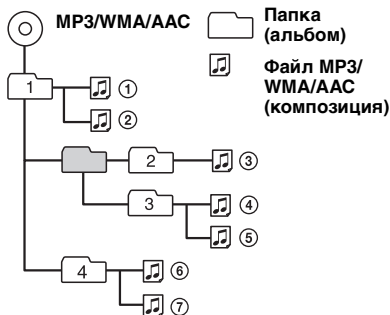 MP3/WMA/AAC
Папка
(альбом)
Файл MP3/
WMA/AAC
(композиция)
1
①
②
2
③
3
④
⑤
4
⑥
⑦